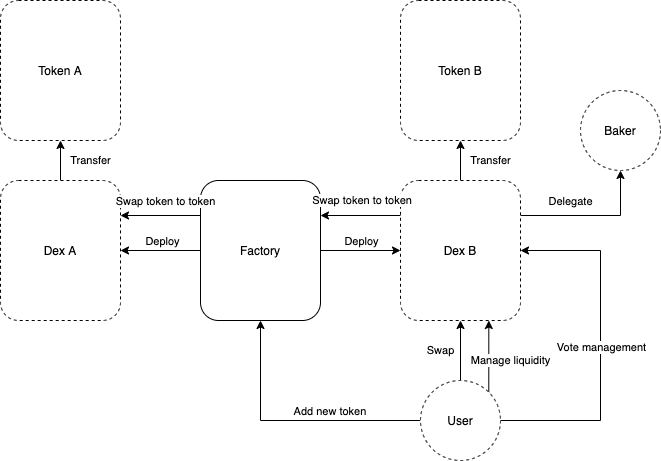 Token A
Token B
Baker
Transfer
Transfer
Swap token to token
Swap token to token
Delegate
Dex A
Deploy
Factory
Deploy
Dex B
Swap
Manage liquidity
Vote management
Add new token
User